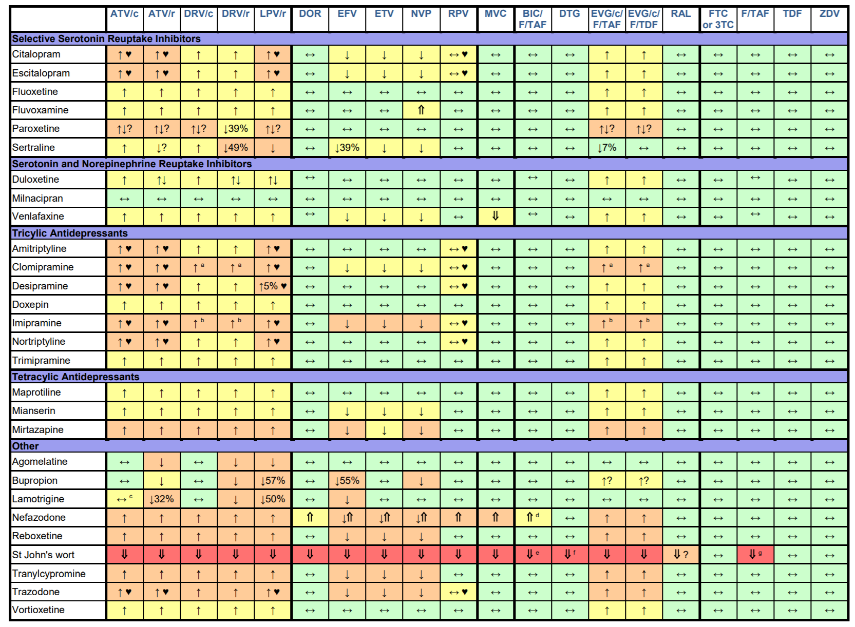 ATV/c ATV/r DRV/c DRV/r LPV/r DOR EFV ETV NVP RPV MVC BIC/ F/TAF DTG EVG/c/ F/TAF EVG/c/ F/TDF RAL FTC or 3TC F/TAF TDF ZDV
Selective Serotonin Reuptake Inhibitors
Citalopram ↑♥ ↑♥ ↑ ↑ ↑♥ ↔ ↓ ↓ ↓ ↔♥ ↔ ↔ ↔ ↑ ↑ ↔ ↔ ↔ ↔ ↔
Escitalopram ↑♥ ↑♥ ↑ ↑ ↑♥ ↔ ↓ ↓ ↓ ↔♥ ↔ ↔ ↔ ↑ ↑ ↔ ↔ ↔ ↔ ↔
Fluoxetine ↑ ↑ ↑ ↑ ↑ ↔ ↔ ↔ ↔ ↔ ↔ ↔ ↔ ↑ ↑ ↔ ↔ ↔ ↔ ↔
Fluvoxamine ↑ ↑ ↑ ↑ ↑ ↔ ↔ ↔ ⇑ ↔ ↔ ↔ ↔ ↑ ↑ ↔ ↔ ↔ ↔ ↔
Paroxetine ↑↓? ↑↓? ↑↓? ↓39% ↑↓? ↔ ↔ ↔ ↔ ↔ ↔ ↔ ↔ ↑↓? ↑↓? ↔ ↔ ↔ ↔ ↔
Sertraline ↑ ↓? ↑ ↓49% ↓ ↔ ↓39% ↓ ↓ ↔ ↔ ↔ ↔ ↓7% ↔ ↔ ↔ ↔ ↔ ↔
Serotonin and Norepinephrine Reuptake Inhibitors
Duloxetine ↑ ↑↓ ↑ ↑↓ ↑↓ ↔ ↔ ↔ ↔ ↔ ↔ ↔ ↔ ↑ ↑ ↔ ↔ ↔ ↔ ↔
Milnacipran ↔ ↔ ↔ ↔ ↔ ↔ ↔ ↔ ↔ ↔ ↔ ↔ ↔ ↔ ↔ ↔ ↔ ↔ ↔ ↔
Venlafaxine ↑ ↑ ↑ ↑ ↑ ↔ ↓ ↓ ↓ ↔ ⇓ ↔ ↔ ↑ ↑ ↔ ↔ ↔ ↔ ↔
Tricylic Antidepressants
Amitriptyline ↑♥ ↑♥ ↑ ↑ ↑♥ ↔ ↔ ↔ ↔ ↔♥ ↔ ↔ ↔ ↑ ↑ ↔ ↔ ↔ ↔ ↔
Clomipramine ↑♥ ↑♥ ↑ a ↑ a ↑♥ ↔ ↓ ↓ ↓ ↔♥ ↔ ↔ ↔ ↑ a ↑ a ↔ ↔ ↔ ↔ ↔
Desipramine ↑♥ ↑♥ ↑ ↑ ↑5% ♥ ↔ ↔ ↔ ↔ ↔♥ ↔ ↔ ↔ ↑ ↑ ↔ ↔ ↔ ↔ ↔
Doxepin ↑ ↑ ↑ ↑ ↑ ↔ ↔ ↔ ↔ ↔ ↔ ↔ ↔ ↑ ↑ ↔ ↔ ↔ ↔ ↔
Imipramine ↑♥ ↑♥ ↑ b ↑ b ↑♥ ↔ ↓ ↓ ↓ ↔♥ ↔ ↔ ↔ ↑ b ↑ b ↔ ↔ ↔ ↔ ↔
Nortriptyline ↑♥ ↑♥ ↑ ↑ ↑♥ ↔ ↔ ↔ ↔ ↔♥ ↔ ↔ ↔ ↑ ↑ ↔ ↔ ↔ ↔ ↔
Trimipramine ↑ ↑ ↑ ↑ ↑ ↔ ↔ ↔ ↔ ↔ ↔ ↔ ↔ ↑ ↑ ↔ ↔ ↔ ↔ ↔
Tetracylic Antidepressants
Maprotiline ↑ ↑ ↑ ↑ ↑ ↔ ↔ ↔ ↔ ↔ ↔ ↔ ↔ ↑ ↑ ↔ ↔ ↔ ↔ ↔
Mianserin ↑ ↑ ↑ ↑ ↑ ↔ ↓ ↓ ↓ ↔ ↔ ↔ ↔ ↑ ↑ ↔ ↔ ↔ ↔ ↔
Mirtazapine ↑ ↑ ↑ ↑ ↑ ↔ ↓ ↓ ↓ ↔ ↔ ↔ ↔ ↑ ↑ ↔ ↔ ↔ ↔ ↔
Other
Agomelatine ↔ ↓ ↔ ↓ ↓ ↔ ↔ ↔ ↔ ↔ ↔ ↔ ↔ ↔ ↔ ↔ ↔ ↔ ↔ ↔
Bupropion ↔ ↓ ↔ ↓ ↓57% ↔ ↓55% ↔ ↓ ↔ ↔ ↔ ↔ ↑? ↑? ↔ ↔ ↔ ↔ ↔
Lamotrigine ↔ c ↓32% ↔ ↓ ↓50% ↔ ↓ ↔ ↔ ↔ ↔ ↔ ↔ ↔ ↔ ↔ ↔ ↔ ↔ ↔
Nefazodone ↑ ↑ ↑ ↑ ↑ ⇑ ↓⇑ ↓⇑ ↓⇑ ⇑ ⇑ ⇑ d ↔ ↑ ↑ ↔ ↔ ↔ ↔ ↔
Reboxetine ↑ ↑ ↑ ↑ ↑ ↔ ↓ ↓ ↓ ↔ ↔ ↔ ↔ ↑ ↑ ↔ ↔ ↔ ↔ ↔
St John's wort ⇓ ⇓ ⇓ ⇓ ⇓ ⇓ ⇓ ⇓ ⇓ ⇓ ⇓ ⇓ e ⇓ f ⇓ ⇓ ⇓ ? ↔ ⇓ g ↔ ↔
Tranylcypromine ↑ ↑ ↑ ↑ ↑ ↔ ↓ ↓ ↓ ↔ ↔ ↔ ↔ ↑ ↑ ↔ ↔ ↔ ↔ ↔
Trazodone ↑♥ ↑♥ ↑ ↑ ↑♥ ↔ ↓ ↓ ↓ ↔♥ ↔ ↔ ↔ ↑ ↑ ↔ ↔ ↔ ↔ ↔
Vortioxetine ↑ ↑ ↑ ↑ ↑ ↔ ↔ ↔ ↔ ↔ ↔ ↔ ↔ ↑ ↑ ↔ ↔ ↔ ↔ ↔